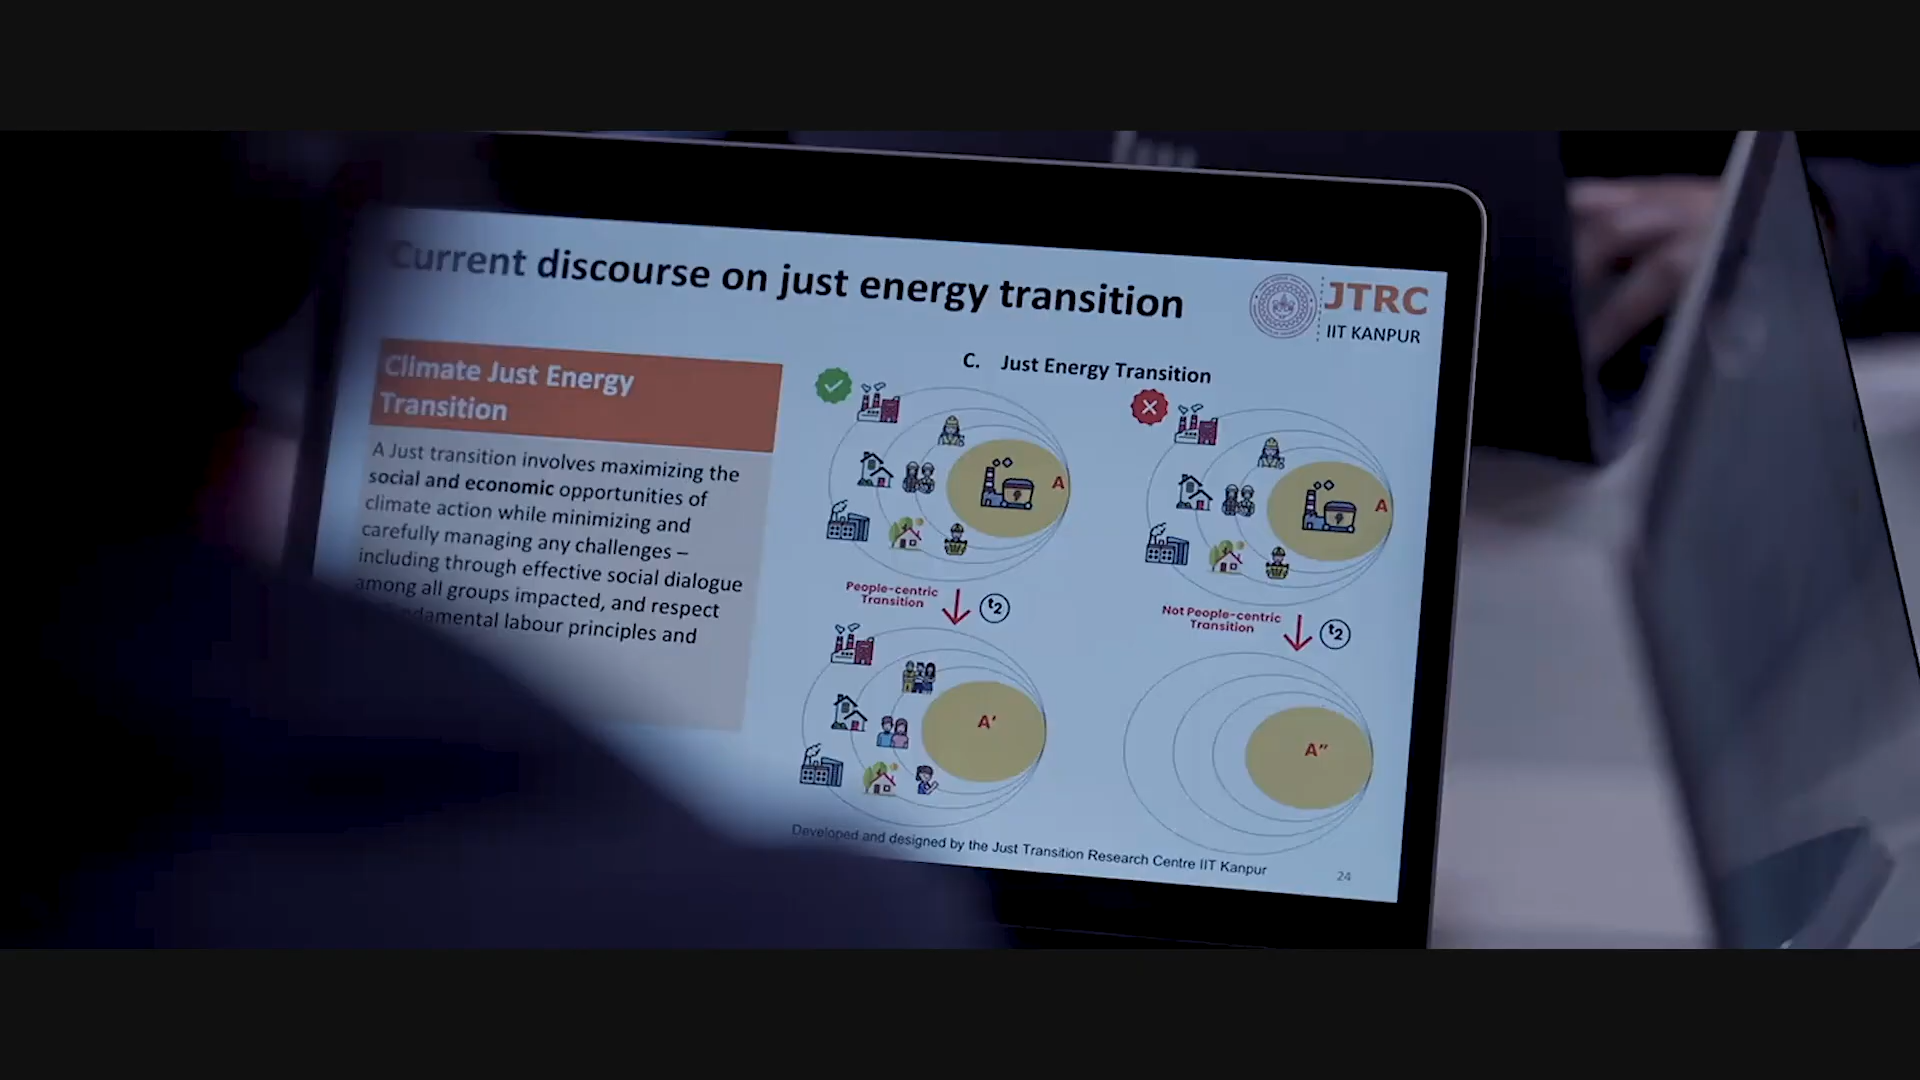 Current discourse on just energy transition
JTRC
IIT KANPUR
Climate Just Energy
Transition
A Just transition involves maximizing the
social and economic opportunities of
climate action while minimizing and
carefully managing any challenges –
including through effective social dialogue
among all groups impacted, and respect
labour principles and
C. Just Energy Transition
A
A
People-centric
Transition
t2
Not People-centric
Transition
t2
A'
A"
Developed and designed by the Just Transition Research Centre IIT Kanpur
24